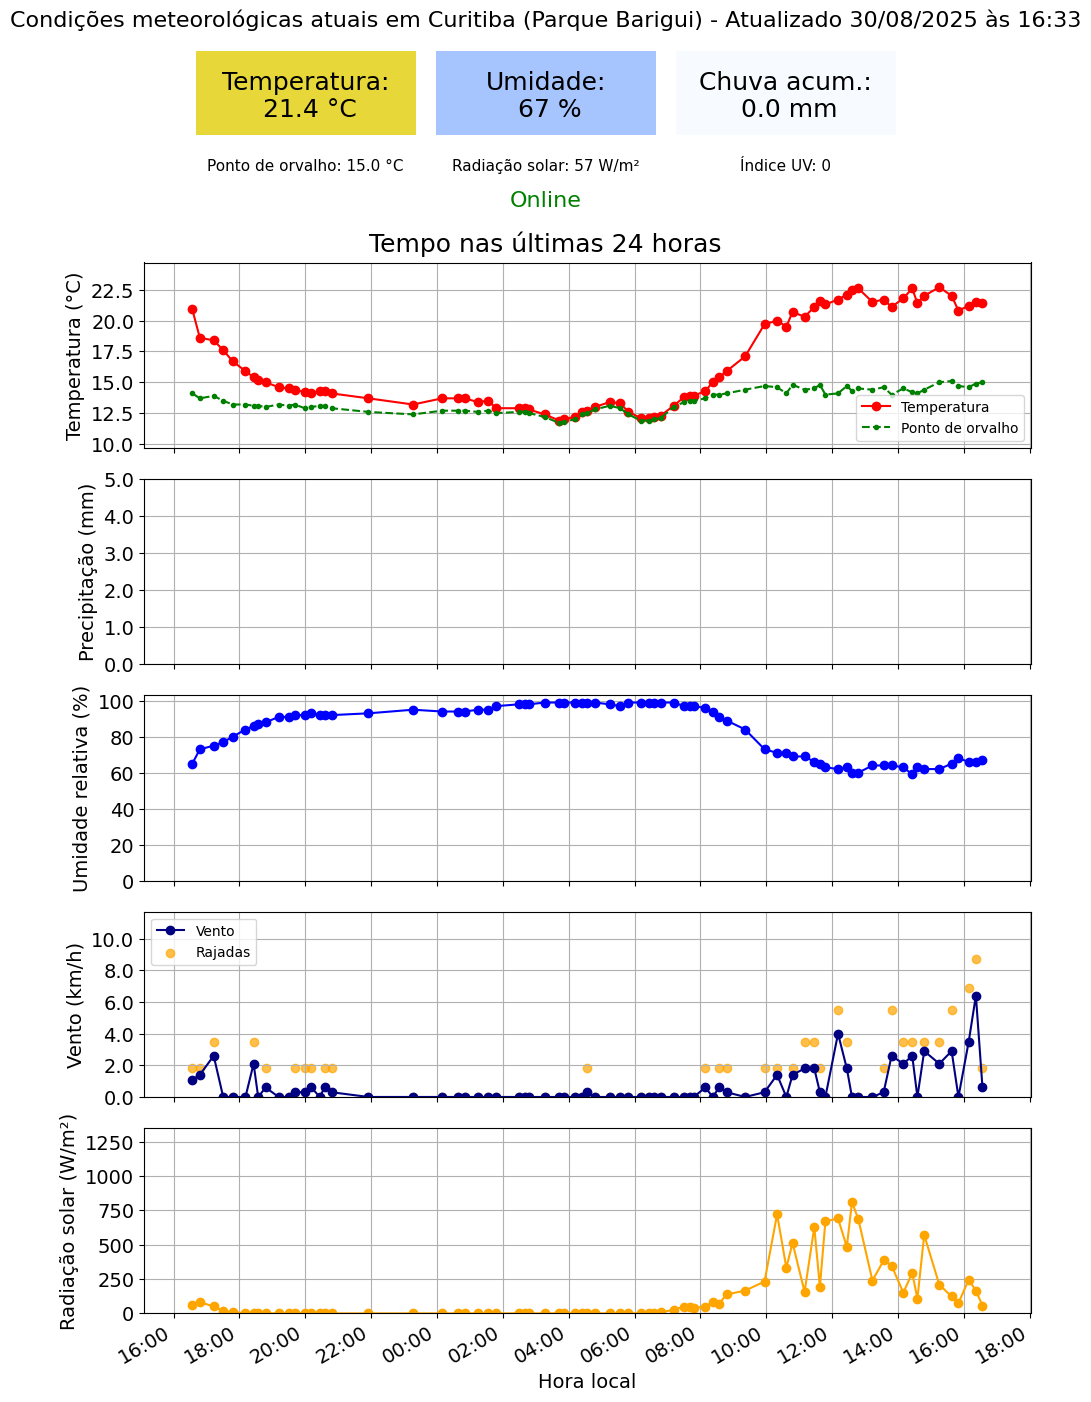 Condições meteorológicas atuais em Curitiba (Parque Barigui) - Atualizado 30/08/2025 às 16:33
Temperatura:
21.4 °C
Umidade:
67 %
Chuva acum.:
0.0 mm
Ponto de orvalho: 15.0 °C
Radiação solar: 57 W/m²
Índice UV: 0
Online
Tempo nas últimas 24 horas
Temperatura (°C)
22.5
20.0
17.5
15.0
12.5
10.0
Temperatura
Ponto de orvalho
Precipitação (mm)
5.0
4.0
3.0
2.0
1.0
0.0
Umidade relativa (%)
100
80
60
40
20
0
Vento (km/h)
10.0
8.0
6.0
4.0
2.0
0.0
Vento
Rajadas
Radiação solar (W/m²)
1250
1000
750
500
250
0
16:00
18:00
20:00
22:00
00:00
02:00
04:00
06:00
08:00
10:00
12:00
14:00
16:00
18:00
Hora local